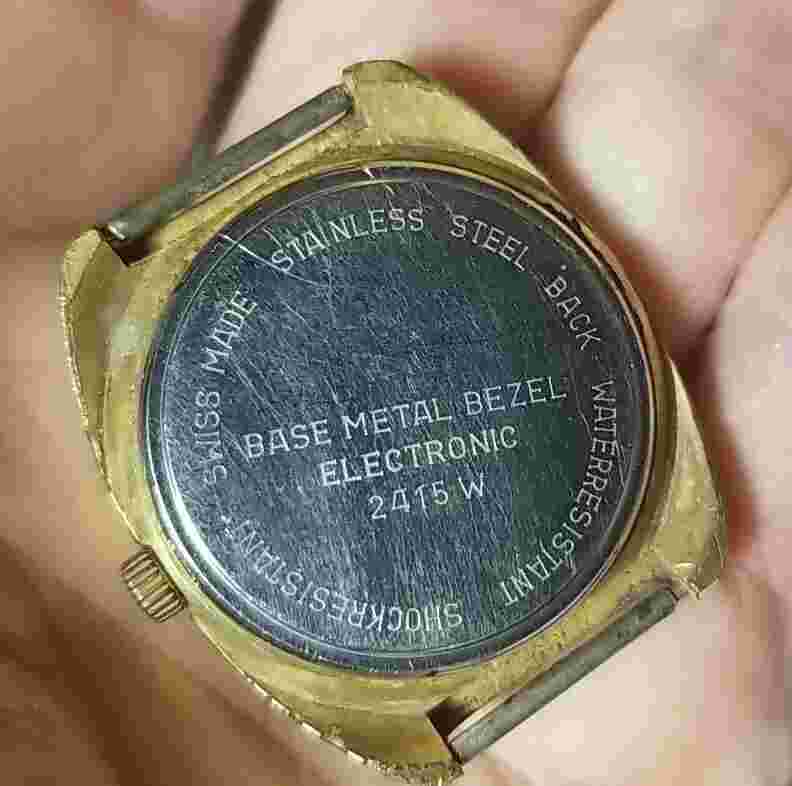 SWISS MADE STAINLESS STEEL BACK WATERRESISTANT SHOCKRESISTANT
BASE METAL BEZEL
ELECTRONIC
2415 W